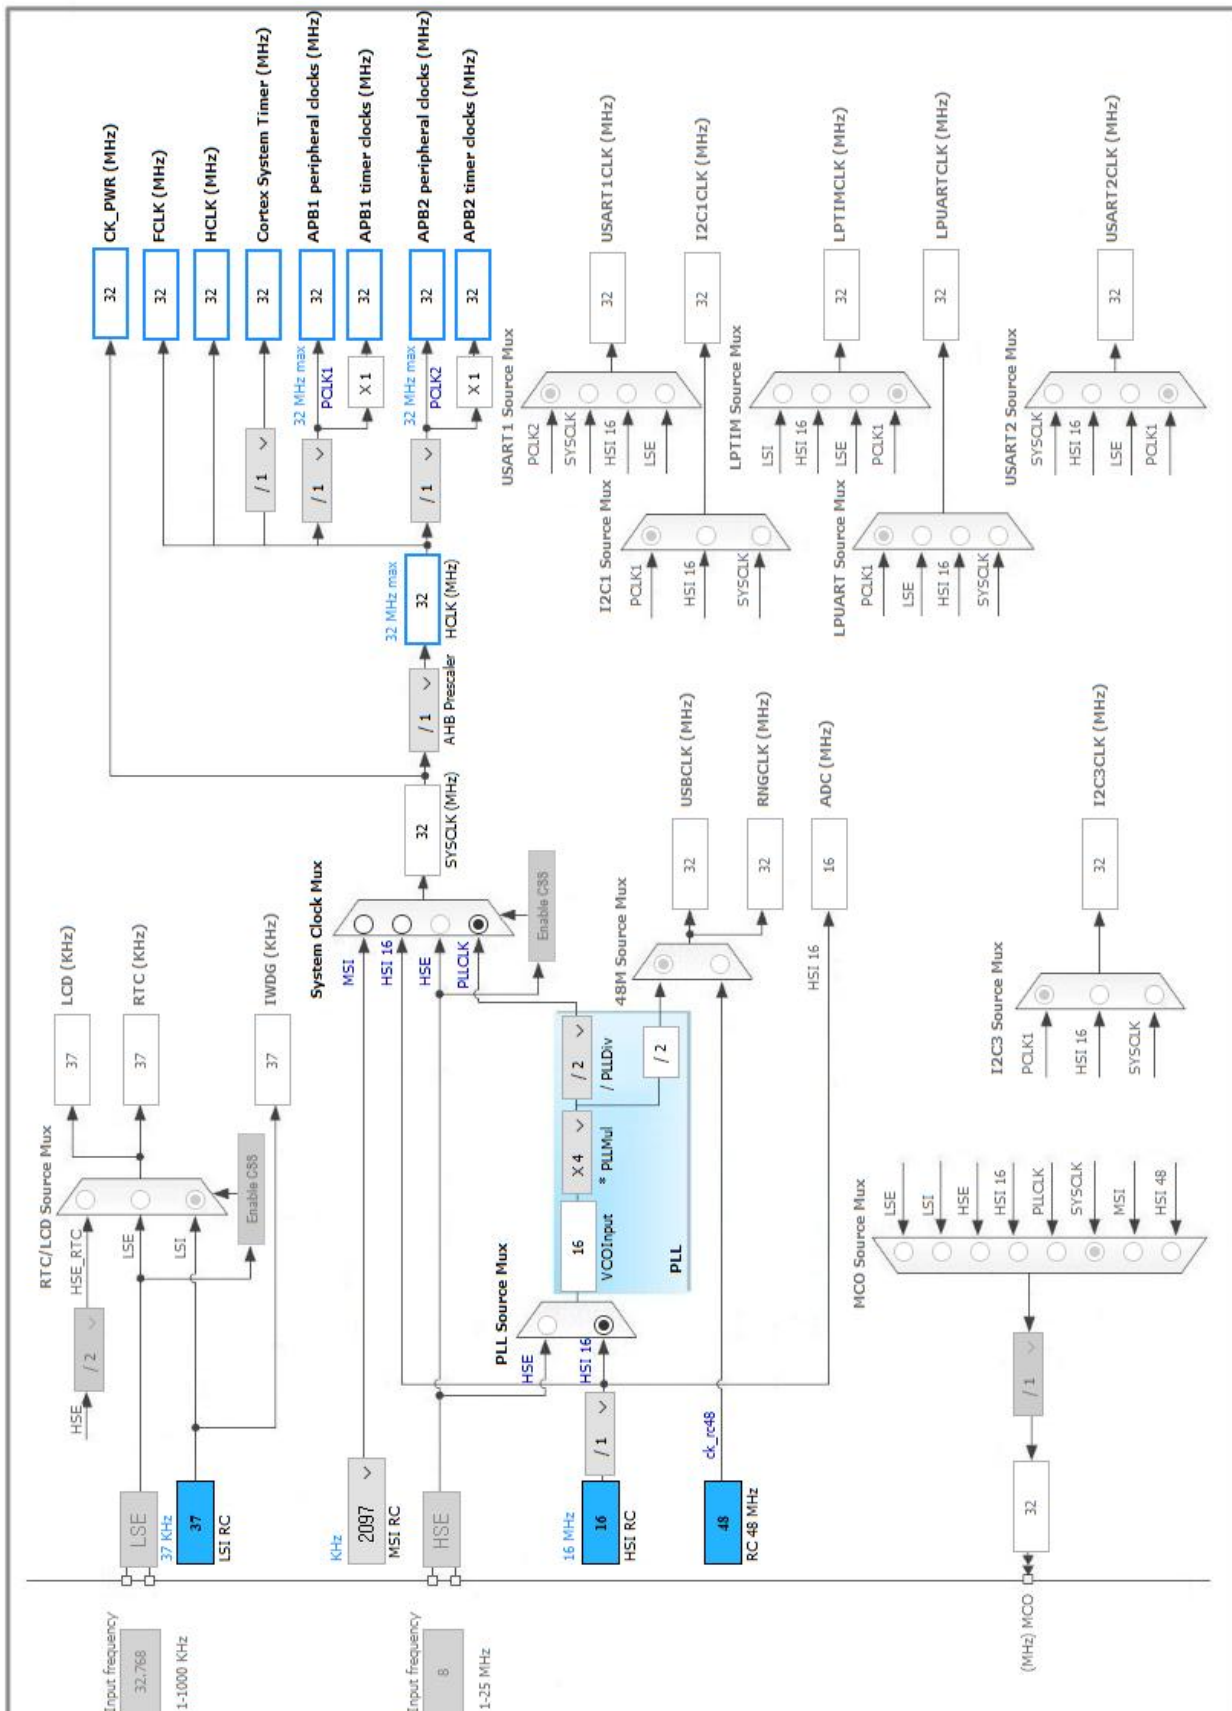 Input frequency
32.768
1-1000 KHz
LSE
37 KHz
37
LSI RC
HSE
/ 2
HSE_RTC
LSE
LSI
RTC/LCD Source Mux
Enable CSS
37
LCD (KHz)
37
RTC (KHz)
37
IWDG (KHz)
Input frequency
8
1-25 MHz
KHz
2097
MSI RC
HSE
16 MHz
16
HSI RC
/ 1
48
RC 48 MHz
ck_rc48
PLL Source Mux
HSE
HSI 16
16
VCOInput
X 4
* PLLMul
/ 2
/ PLLDiv
/ 2
PLL
System Clock Mux
MSI
HSI 16
HSE
PLLCLK
Enable CSS
32
SYSCLK (MHz)
/ 1
AHB Prescaler
32 MHz max
32
HCLK (MHz)
32
CK_PWR (MHz)
32
FCLK (MHz)
32
HCLK (MHz)
/ 1
32
Cortex System Timer (MHz)
/ 1
32 MHz max
PCLK1
32
APB1 peripheral clocks (MHz)
X 1
32
APB1 timer clocks (MHz)
/ 1
32 MHz max
PCLK2
32
APB2 peripheral clocks (MHz)
X 1
32
APB2 timer clocks (MHz)
48M Source Mux
32
USBCLK (MHz)
32
RNGCLK (MHz)
HSI 16
16
ADC (MHz)
USART1 Source Mux
PCLK2
SYSCLK
HSI 16
LSE
32
USART1CLK (MHz)
I2C1 Source Mux
PCLK1
HSI 16
SYSCLK
32
I2C1CLK (MHz)
LPTIM Source Mux
LSI
HSI 16
LSE
PCLK1
32
LPTIMCLK (MHz)
LPUART Source Mux
PCLK1
LSE
HSI 16
SYSCLK
32
LPUARTCLK (MHz)
USART2 Source Mux
SYSCLK
HSI 16
LSE
PCLK1
32
USART2CLK (MHz)
I2C3 Source Mux
PCLK1
HSI 16
SYSCLK
32
I2C3CLK (MHz)
MCO Source Mux
LSE
LSI
HSE
HSI 16
PLLCLK
SYSCLK
MSI
HSI 48
/ 1
32
(MHz) MCO